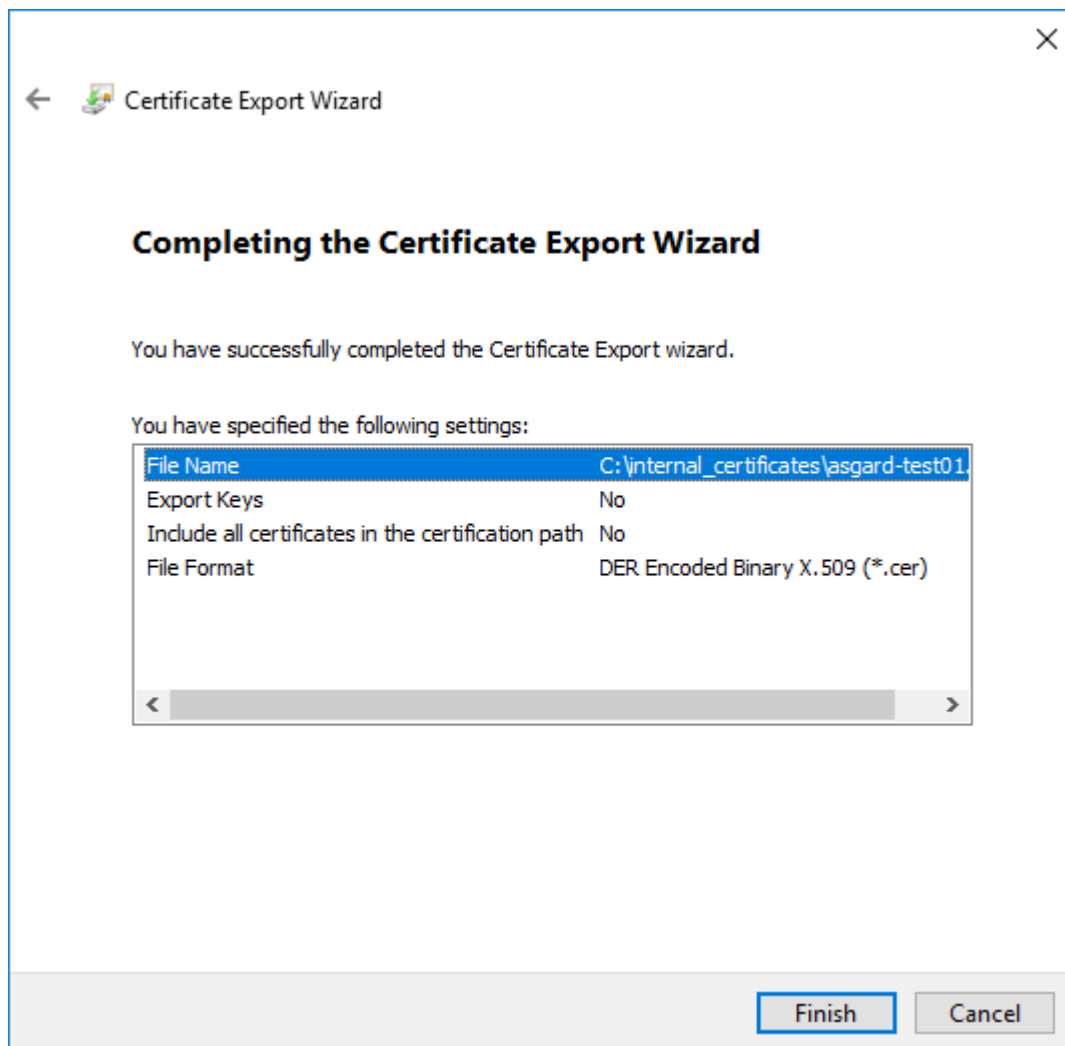 Certificate Export Wizard
Completing the Certificate Export Wizard
You have successfully completed the Certificate Export wizard.
You have specified the following settings:
File Name C:\internal_certificates\asgard-test01.
Export Keys No
Include all certificates in the certification path No
File Format DER Encoded Binary X.509 (*.cer)
Finish Cancel